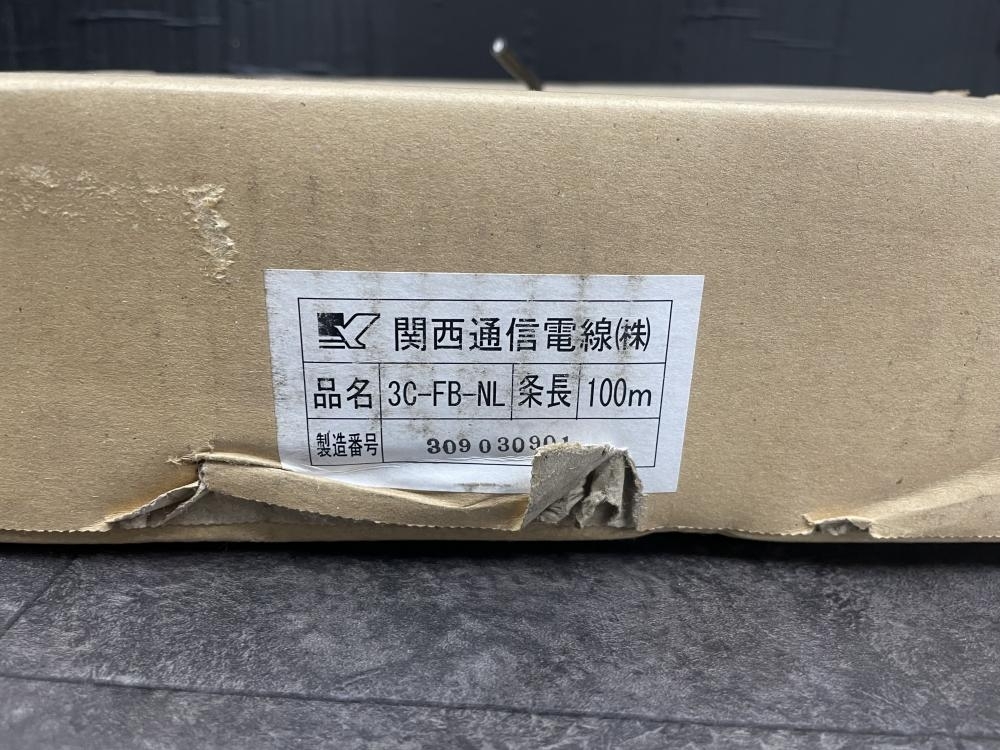 関西通信電線(株)
品名 3C-FB-NL 条長 100m
製造番号 309030901